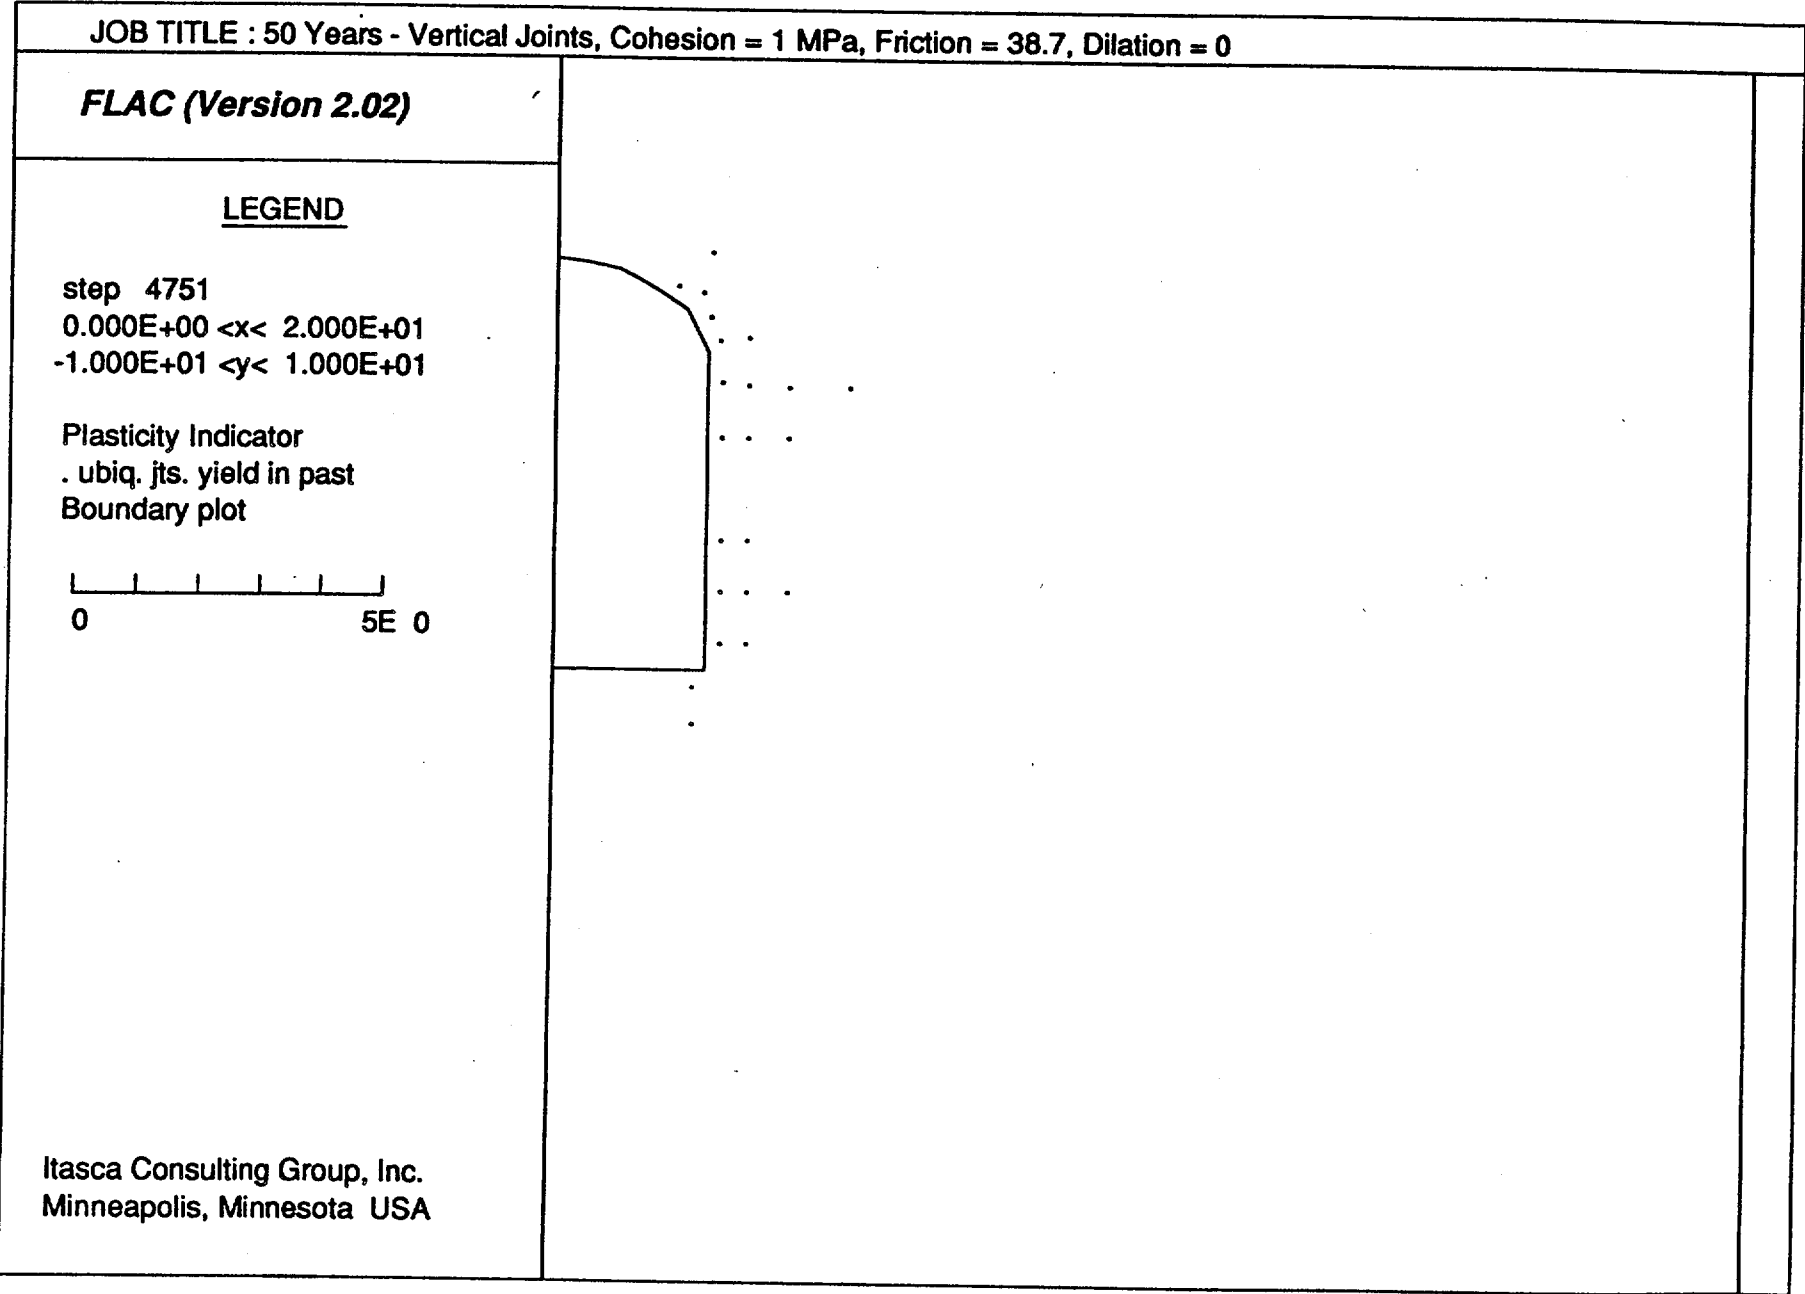 JOB TITLE : 50 Years - Vertical Joints, Cohesion = 1 MPa, Friction = 38.7, Dilation = 0
FLAC (Version 2.02)
LEGEND
step 4751
0.000E+00 <x< 2.000E+01
-1.000E+01 <y< 1.000E+01
Plasticity Indicator
. ubiq. jts. yield in past
Boundary plot
0 5E 0
Itasca Consulting Group, Inc.
Minneapolis, Minnesota USA